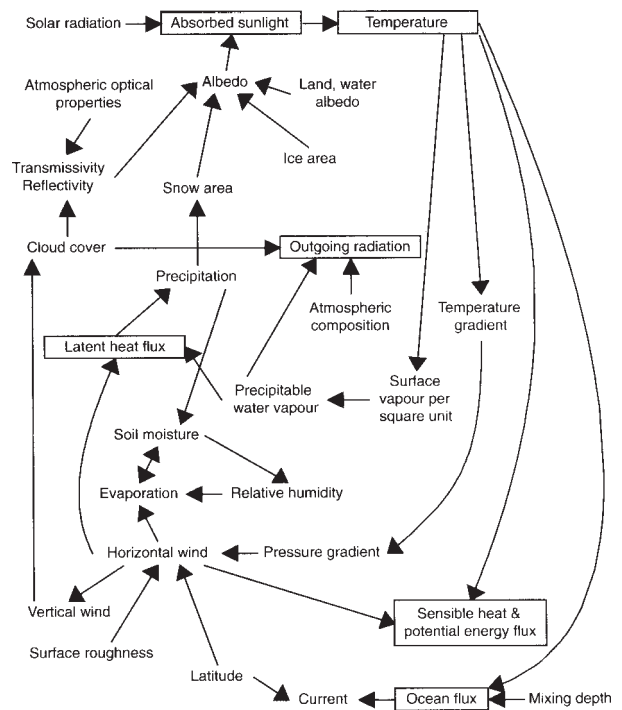 Solar radiation
Absorbed sunlight
Temperature
Atmospheric optical
properties
Albedo
Land, water
albedo
Ice area
Transmissivity
Reflectivity
Snow area
Cloud cover
Outgoing radiation
Precipitation
Atmospheric
composition
Temperature
gradient
Latent heat flux
Precipitable
water vapour
Surface
vapour per
square unit
Soil moisture
Evaporation
Relative humidity
Horizontal wind
Pressure gradient
Vertical wind
Sensible heat &
potential energy flux
Surface roughness
Latitude
Current
Ocean flux
Mixing depth